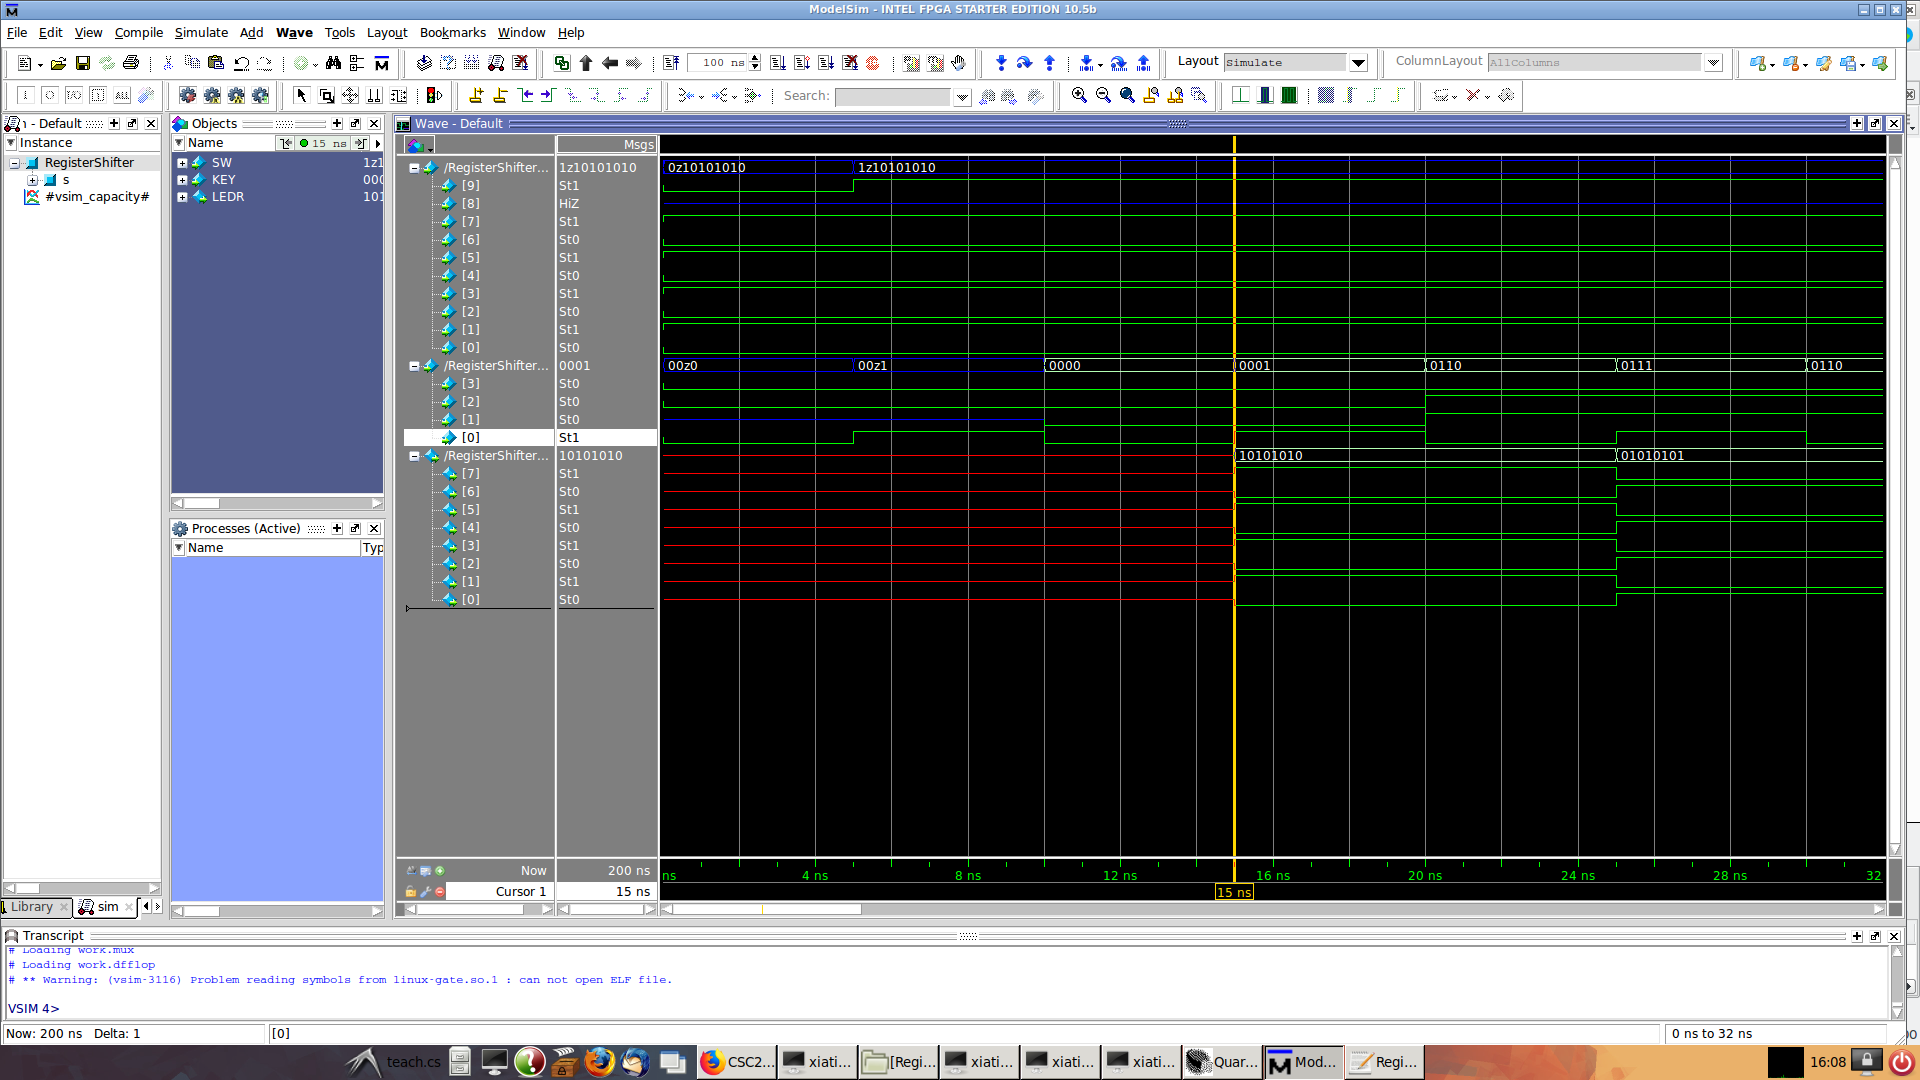 ModelSim - INTEL FPGA STARTER EDITION 10.5b
File Edit View Compile Simulate Add Wave Tools Layout Bookmarks Window Help
100 ns
Layout Simulate
ColumnLayout AllColumns
Search:
- Default
Instance
RegisterShifter
s
#vsim_capacity#
Library
sim
Objects
Name
15 ns
SW 1z1
KEY 000
LEDR 101
Processes (Active)
Name Typ
Wave - Default
Msgs
/RegisterShifter... 1z10101010 0z10101010 1z10101010
[9] St1
[8] HiZ
[7] St1
[6] St0
[5] St1
[4] St0
[3] St1
[2] St0
[1] St1
[0] St0
/RegisterShifter... 0001 00z0 00z1 0000 0001 0110 0111 0110
[3] St0
[2] St0
[1] St0
[0] St1
/RegisterShifter... 10101010 10101010 01010101
[7] St1
[6] St0
[5] St1
[4] St0
[3] St1
[2] St0
[1] St1
[0] St0
Now 200 ns ns 4 ns 8 ns 12 ns 16 ns 20 ns 24 ns 28 ns 32
Cursor 1 15 ns 15 ns
Transcript
# Loading work.mux
# Loading work.dfflop
# ** Warning: (vsim-3116) Problem reading symbols from linux-gate.so.1 : can not open ELF file.
VSIM 4>
Now: 200 ns Delta: 1 [0] 0 ns to 32 ns
teach.cs CSC2... xiati... [Regi... xiati... xiati... xiati... Quar... Mod... Regi... 16:08